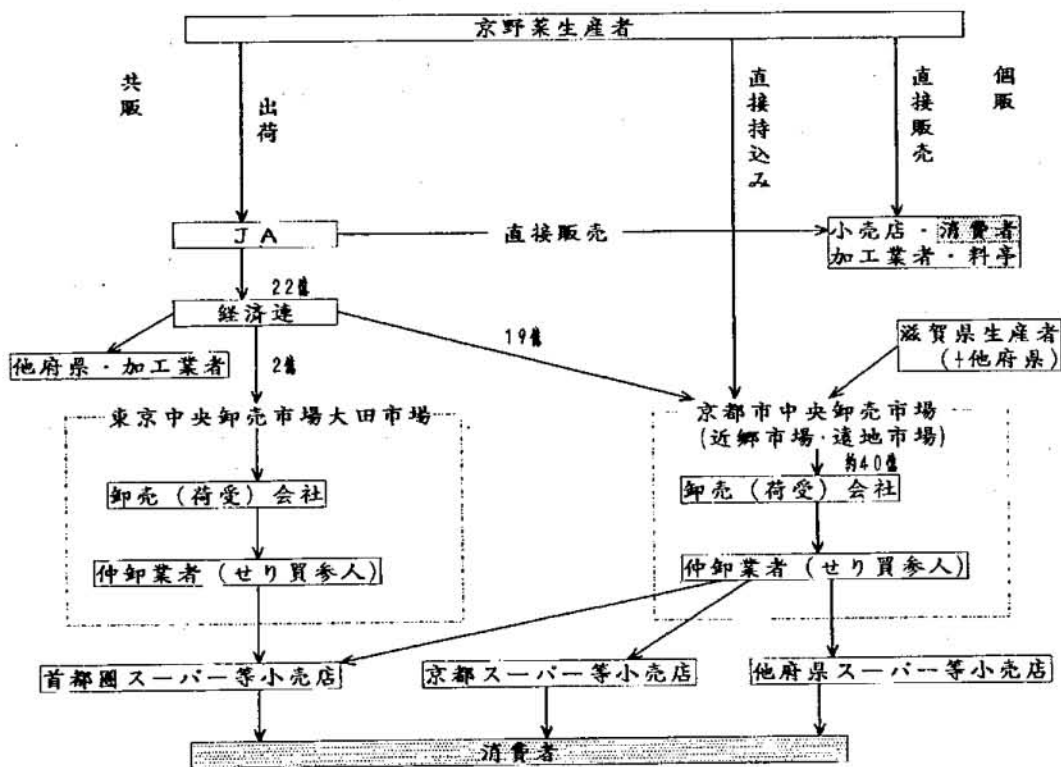 京野菜生産者
共販
出荷
直接持込み
直接販売
個販
JA
直接販売
小売店・消費者
加工業者・料亭
22億
経済連
19億
滋賀県生産者
(+他府県)
他府県・加工業者
2億
東京中央卸売市場大田市場
京都市中央卸売市場
(近郷市場・遠地市場)
約40億
卸売(荷受)会社
卸売(荷受)会社
仲卸業者(せり買参人)
仲卸業者(せり買参人)
首都圏スーパー等小売店
京都スーパー等小売店
他府県スーパー等小売店
消費者